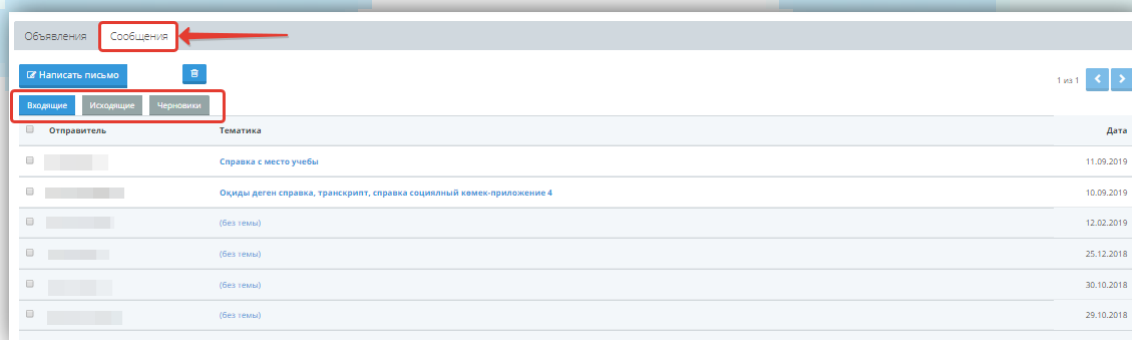 Объявления Сообщения
Написать письмо
1 из 1
Входящие Исходящие Черновики
Отправитель Тематика Дата
Справка с место учебы 11.09.2019
Оқиды деген справка, транскрипт, справка социялный көмек-приложение 4 10.09.2019
(без темы) 12.02.2019
(без темы) 25.12.2018
(без темы) 30.10.2018
(без темы) 29.10.2018